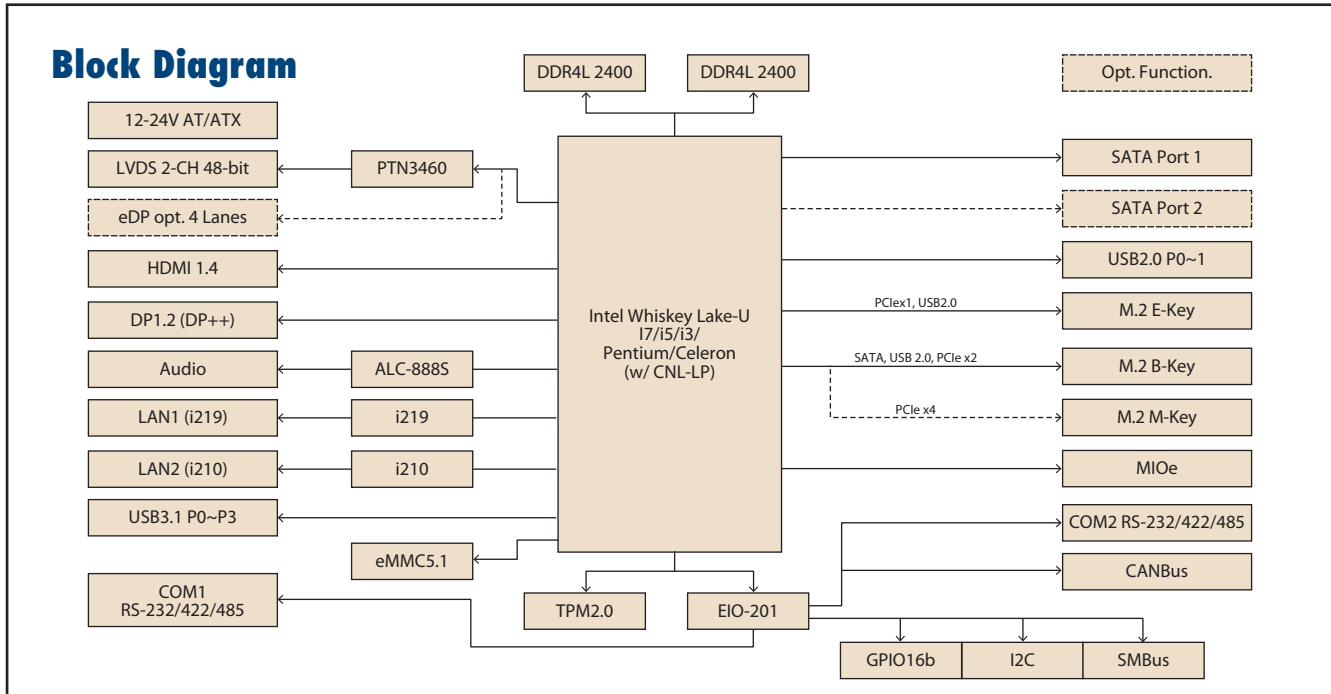 Block Diagram
DDR4L 2400
DDR4L 2400
Opt. Function.
12-24V AT/ATX
LVDS 2-CH 48-bit
PTN3460
eDP opt. 4 Lanes
HDMI 1.4
DP1.2 (DP++)
Audio
ALC-888S
LAN1 (i219)
i219
LAN2 (i210)
i210
USB3.1 P0~P3
eMMC5.1
COM1
RS-232/422/485
Intel Whiskey Lake-U
I7/i5/i3/
Pentium/Celeron
(w/ CNL-LP)
TPM2.0
EIO-201
SATA Port 1
SATA Port 2
USB2.0 P0~1
PCIex1, USB2.0
M.2 E-Key
SATA, USB 2.0, PCIe x2
M.2 B-Key
PCIe x4
M.2 M-Key
MIOe
COM2 RS-232/422/485
CANBus
GPIO16b
I2C
SMBus